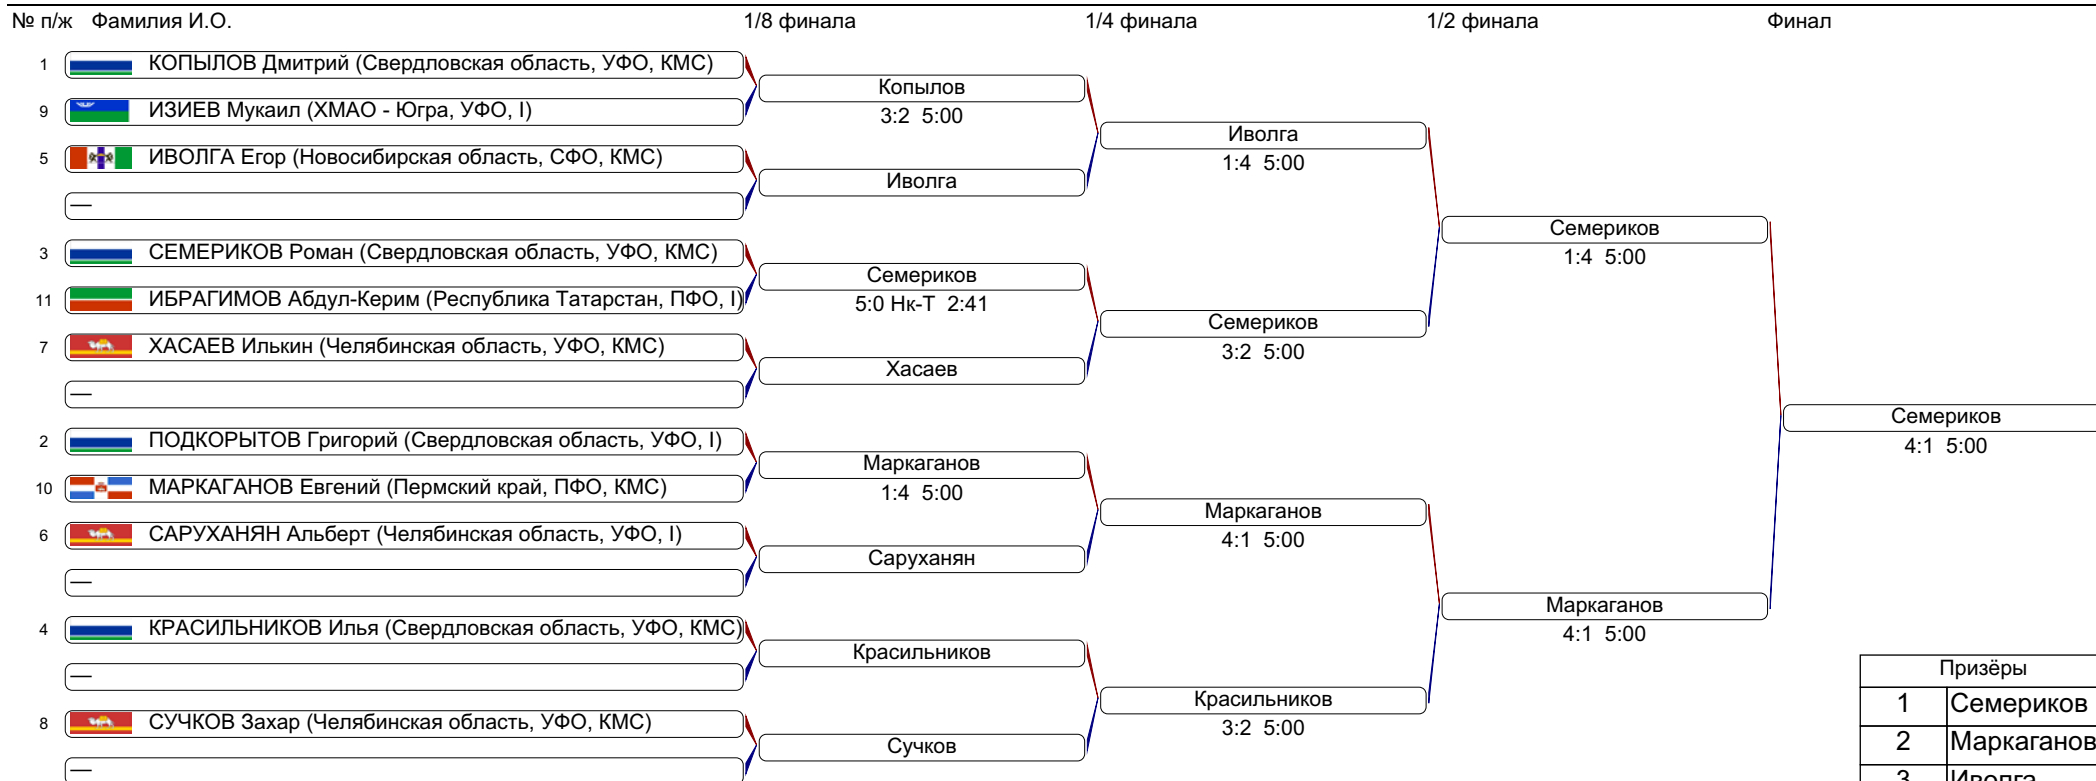 № п/ж Фамилия И.О. 1/8 финала 1/4 финала 1/2 финала Финал
1 КОПЫЛОВ Дмитрий (Свердловская область, УФО, КМС)
Копылов
3:2 5:00
9 ИЗИЕВ Мукаил (ХМАО - Югра, УФО, I)
Иволга
1:4 5:00
5 ИВОЛГА Егор (Новосибирская область, СФО, КМС)
Иволга
—
Семериков
1:4 5:00
3 СЕМЕРИКОВ Роман (Свердловская область, УФО, КМС)
Семериков
5:0 Нк-Т 2:41
11 ИБРАГИМОВ Абдул-Керим (Республика Татарстан, ПФО, I)
Семериков
3:2 5:00
7 ХАСАЕВ Илькин (Челябинская область, УФО, КМС)
Хасаев
—
Семериков
4:1 5:00
2 ПОДКОРЫТОВ Григорий (Свердловская область, УФО, I)
Маркаганов
1:4 5:00
10 МАРКАГАНОВ Евгений (Пермский край, ПФО, КМС)
Маркаганов
4:1 5:00
6 САРУХАНЯН Альберт (Челябинская область, УФО, I)
Саруханян
—
Маркаганов
4:1 5:00
4 КРАСИЛЬНИКОВ Илья (Свердловская область, УФО, КМС)
Красильников
—
Красильников
3:2 5:00
8 СУЧКОВ Захар (Челябинская область, УФО, КМС)
Сучков
—
Призёры
1 Семериков
2 Маркаганов
3 Иволга